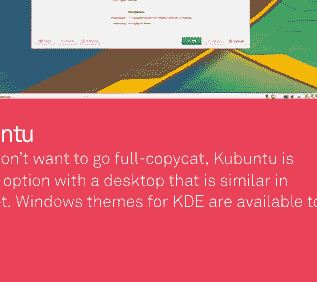 ntu
on't want to go full-copycat, Kubuntu is
option with a desktop that is similar in
t. Windows themes for KDE are available to